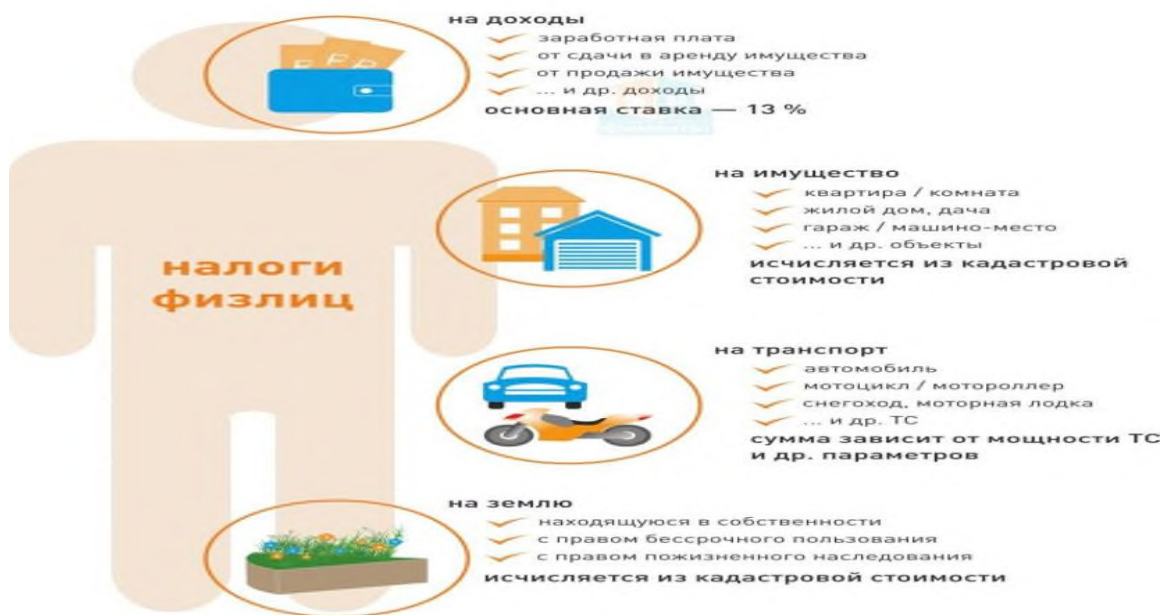 на доходы
заработная плата
от сдачи в аренду имущества
от продажи имущества
... и др. доходы
основная ставка — 13 %
на имущество
квартира / комната
жилой дом, дача
гараж / машино-место
... и др. объекты
исчисляется из кадастровой
стоимости
налоги
физлиц
на транспорт
автомобиль
мотоцикл / мотороллер
снегоход, моторная лодка
... и др. ТС
сумма зависит от мощности ТС
и др. параметров
на землю
находящуюся в собственности
с правом бессрочного пользования
с правом пожизненного наследования
исчисляется из кадастровой стоимости